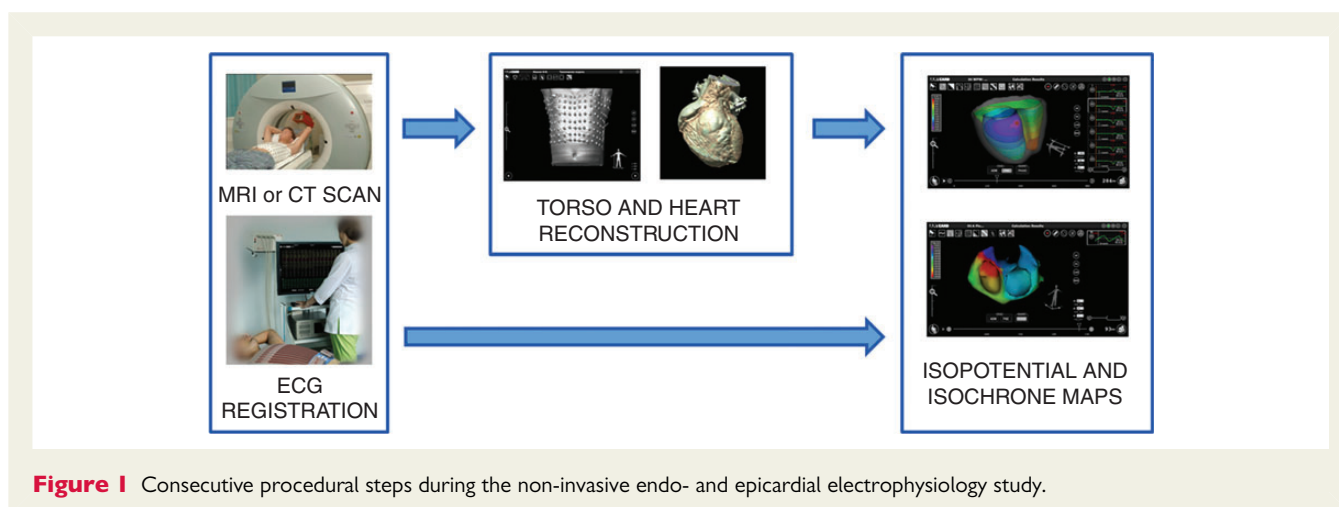 MRI or CT SCAN
ECG
REGISTRATION
TORSO AND HEART
RECONSTRUCTION
ISOPOTENTIAL AND
ISOCHRONE MAPS
Figure 1 Consecutive procedural steps during the non-invasive endo- and epicardial electrophysiology study.